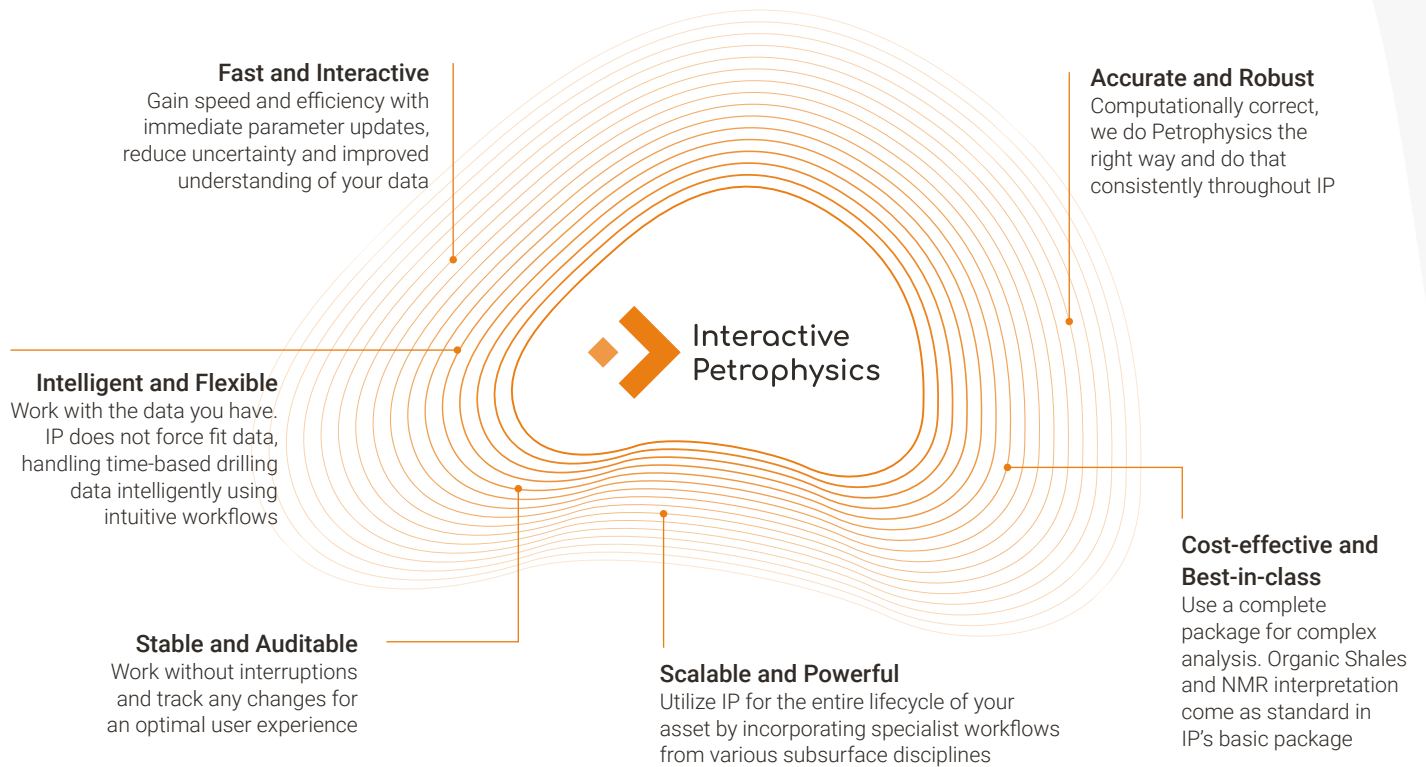 Fast and Interactive
Gain speed and efficiency with
immediate parameter updates,
reduce uncertainty and improved
understanding of your data
Accurate and Robust
Computationally correct,
we do Petrophysics the
right way and do that
consistently throughout IP
Interactive
Petrophysics
Intelligent and Flexible
Work with the data you have.
IP does not force fit data,
handling time-based drilling
data intelligently using
intuitive workflows
Cost-effective and
Best-in-class
Use a complete
package for complex
analysis. Organic Shales
and NMR interpretation
come as standard in
IP's basic package
Stable and Auditable
Work without interruptions
and track any changes for
an optimal user experience
Scalable and Powerful
Utilize IP for the entire lifecycle of your
asset by incorporating specialist workflows
from various subsurface disciplines